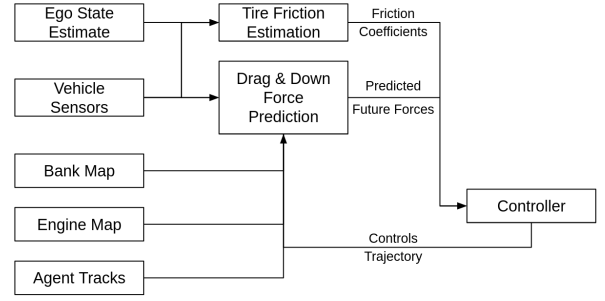 Ego State
Estimate
Tire Friction
Estimation
Friction
Coefficients
Vehicle
Sensors
Drag & Down
Force
Prediction
Predicted
Future Forces
Bank Map
Engine Map
Controller
Controls
Trajectory
Agent Tracks